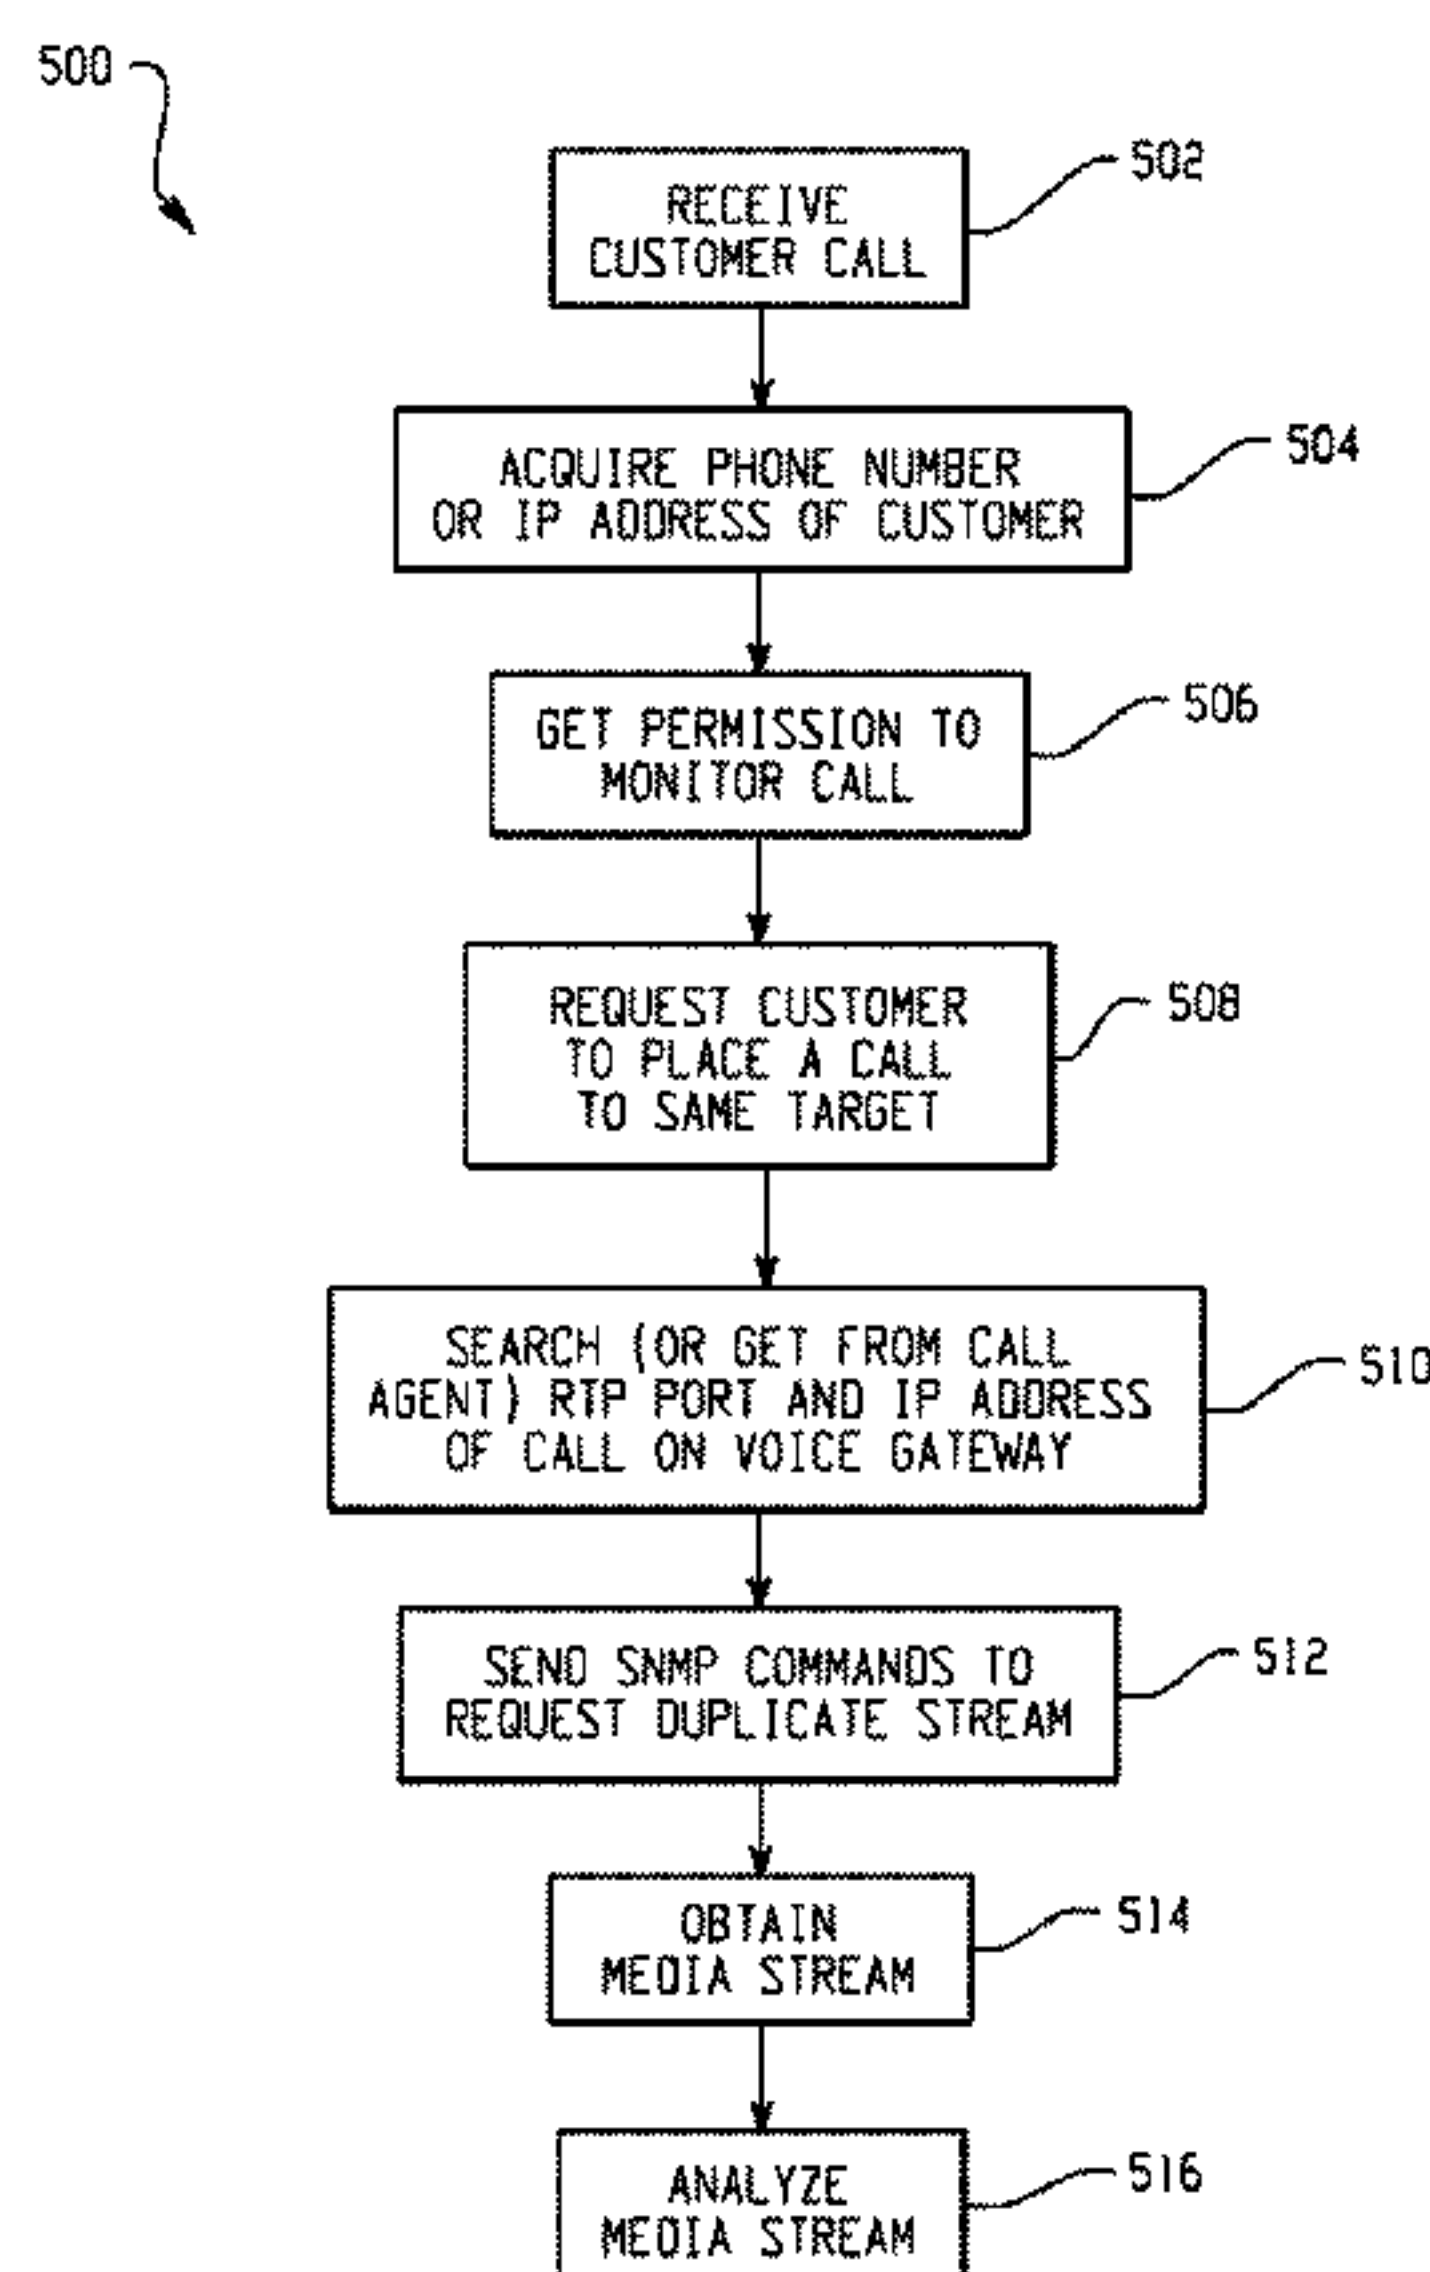 500
502
RECEIVE
CUSTOMER CALL
504
ACQUIRE PHONE NUMBER
OR IP ADDRESS OF CUSTOMER
506
GET PERMISSION TO
MONITOR CALL
508
REQUEST CUSTOMER
TO PLACE A CALL
TO SAME TARGET
510
SEARCH (OR GET FROM CALL
AGENT) RTP PORT AND IP ADDRESS
OF CALL ON VOICE GATEWAY
512
SEND SNMP COMMANDS TO
REQUEST DUPLICATE STREAM
514
OBTAIN
MEDIA STREAM
516
ANALYZE
MEDIA STREAM